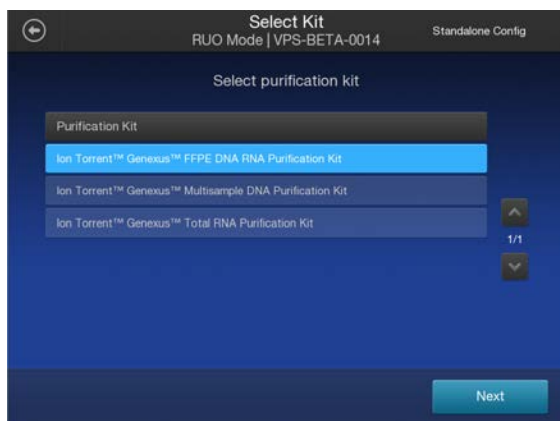 Select Kit
RUO Mode | VPS-BETA-0014
Standalone Config
Select purification kit
Purification Kit
Ion Torrent™ Genexus™ FFPE DNA RNA Purification Kit
Ion Torrent™ Genexus™ Multisample DNA Purification Kit
Ion Torrent™ Genexus™ Total RNA Purification Kit
1/1
Next